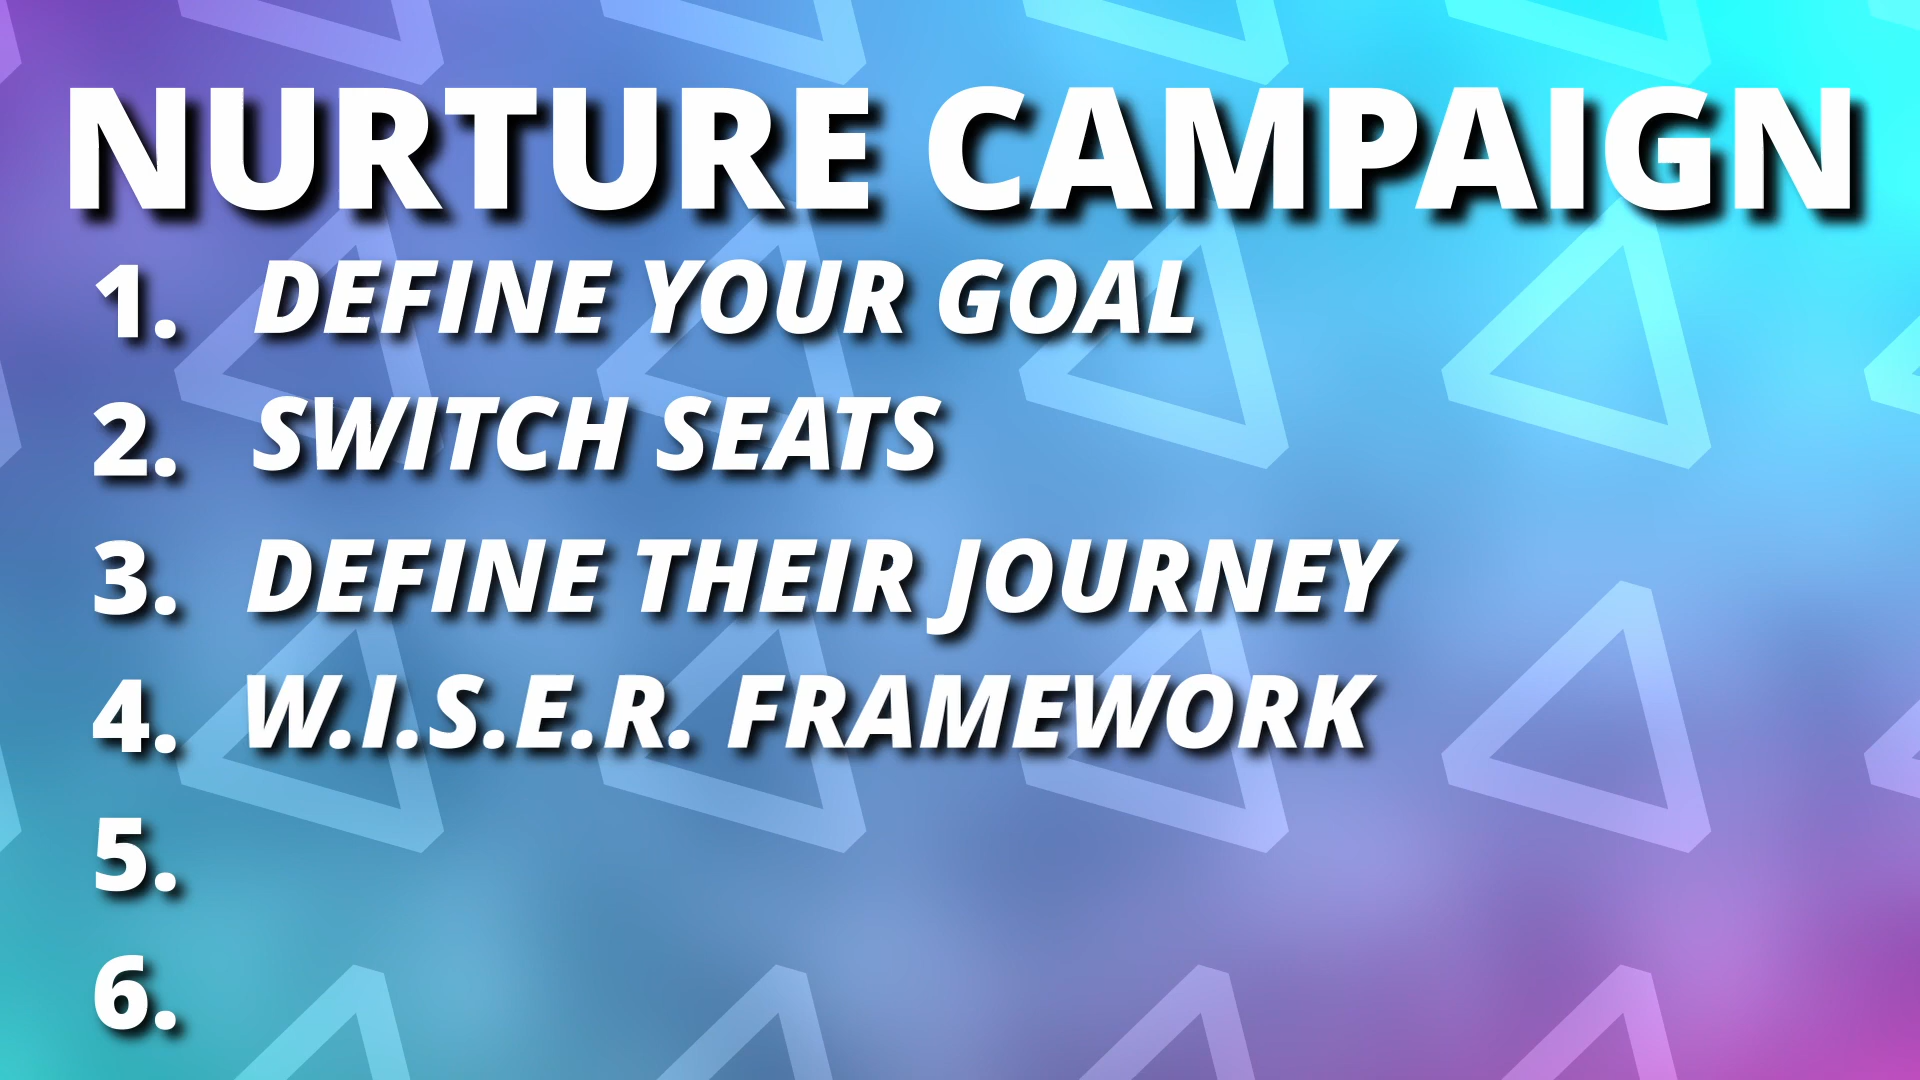 NURTURE CAMPAIGN
1. DEFINE YOUR GOAL
2. SWITCH SEATS
3. DEFINE THEIR JOURNEY
4. W.I.S.E.R. FRAMEWORK
5.
6.